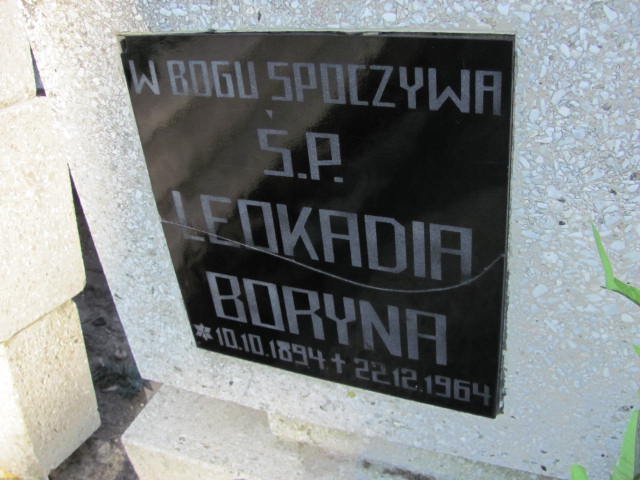 W BOGU SPOCZYWA
Ś.P.
LEOKADIA
BORYNA
* 10.10.1894 + 22.12.1964